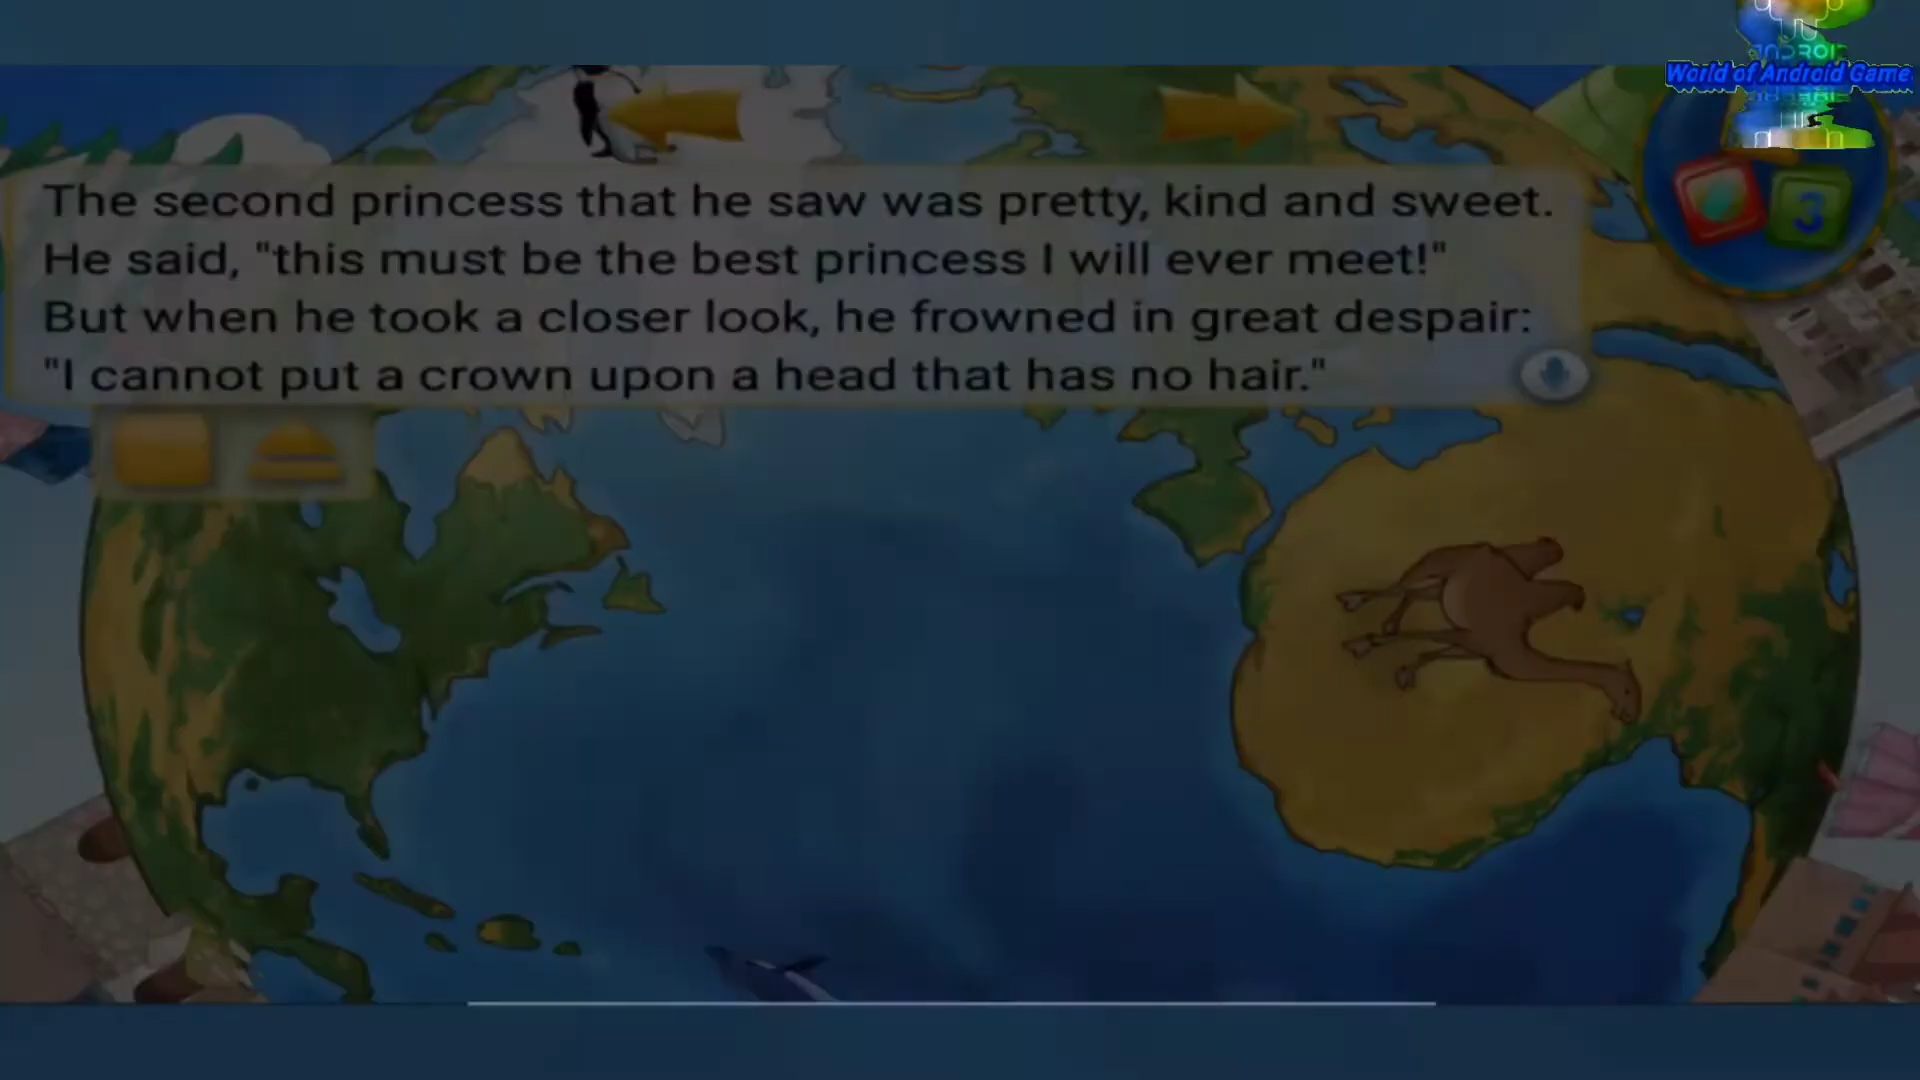 ANDROID
World of Android Game
The second princess that he saw was pretty, kind and sweet.
He said, "this must be the best princess I will ever meet!"
But when he took a closer look, he frowned in great despair:
"I cannot put a crown upon a head that has no hair."
3